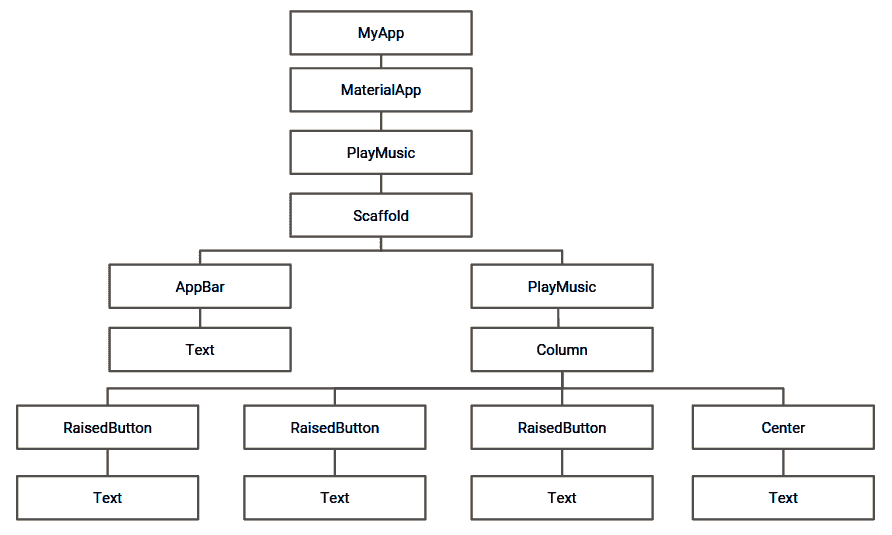 MyApp
MaterialApp
PlayMusic
Scaffold
AppBar
PlayMusic
Text
Column
RaisedButton
RaisedButton
RaisedButton
Center
Text
Text
Text
Text